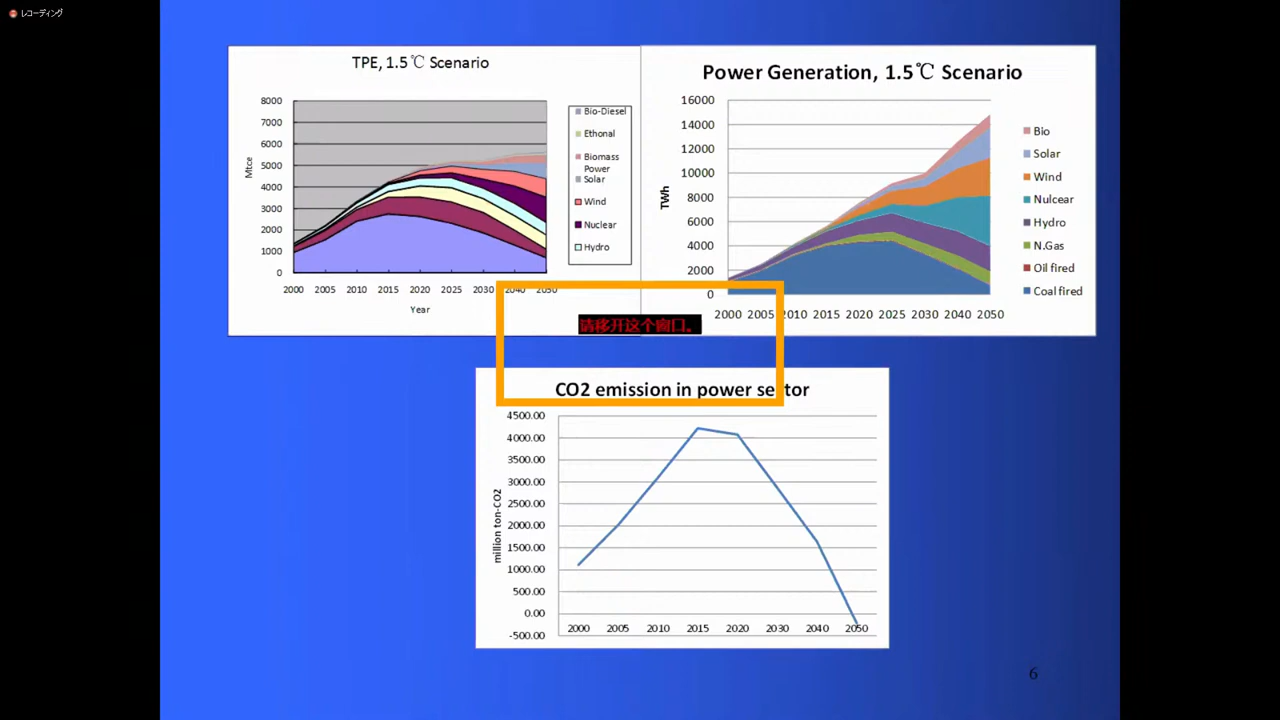 レコーディング
TPE, 1.5℃ Scenario
8000
7000
6000
5000
4000
3000
2000
1000
0
Mtce
2000 2005 2010 2015 2020 2025 2030 2040 2050
Year
Bio-Diesel
Ethonal
Biomass
Power
Solar
Wind
Nuclear
Hydro
Power Generation, 1.5℃ Scenario
16000
14000
12000
10000
8000
6000
4000
2000
0
TWh
2000 2005 2010 2015 2020 2025 2030 2040 2050
Bio
Solar
Wind
Nulcear
Hydro
N.Gas
Oil fired
Coal fired
请移开这个窗口。
CO2 emission in power sector
4500.00
4000.00
3500.00
3000.00
2500.00
2000.00
1500.00
1000.00
500.00
0.00
-500.00
million ton-CO2
2000 2005 2010 2015 2020 2030 2040 2050
6